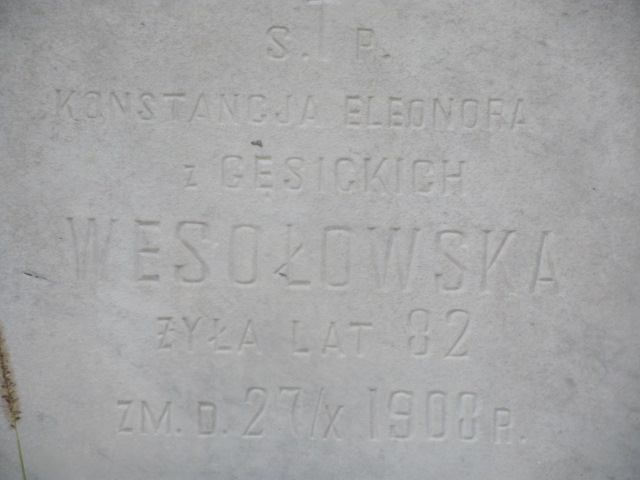 Ś. † P.
KONSTANCJA ELEONORA
z GĘSICKICH
WESOŁOWSKA
ŻYŁA LAT 82
ZM. D. 27/X 1908 R.